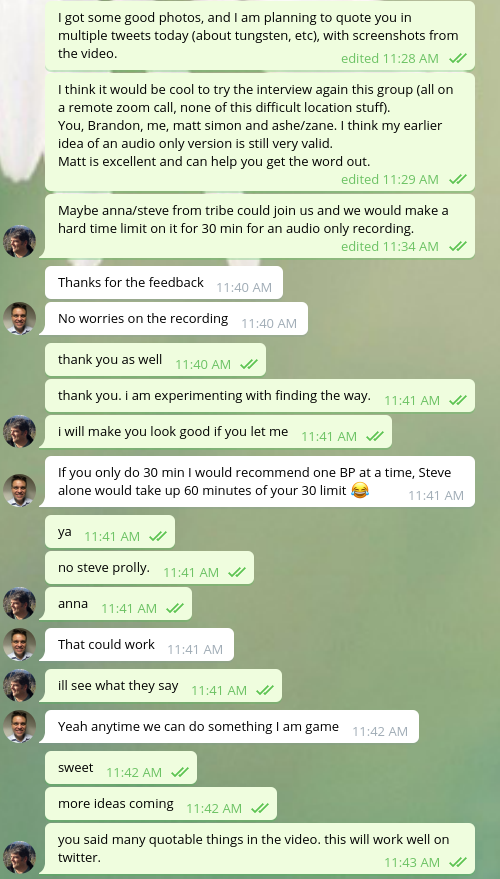 I got some good photos, and I am planning to quote you in
multiple tweets today (about tungsten, etc), with screenshots from
the video.
edited 11:28 AM
I think it would be cool to try the interview again this group (all on
a remote zoom call, none of this difficult location stuff).
You, Brandon, me, matt simon and ashe/zane. I think my earlier
idea of an audio only version is still very valid.
Matt is excellent and can help you get the word out.
edited 11:29 AM
Maybe anna/steve from tribe could join us and we would make a
hard time limit on it for 30 min for an audio only recording.
edited 11:34 AM
Thanks for the feedback 11:40 AM
No worries on the recording 11:40 AM
thank you as well 11:40 AM
thank you. i am experimenting with finding the way. 11:41 AM
i will make you look good if you let me 11:41 AM
If you only do 30 min I would recommend one BP at a time, Steve
alone would take up 60 minutes of your 30 limit 😂 11:41 AM
ya 11:41 AM
no steve prolly. 11:41 AM
anna 11:41 AM
That could work 11:41 AM
ill see what they say 11:41 AM
Yeah anytime we can do something I am game 11:42 AM
sweet 11:42 AM
more ideas coming 11:42 AM
you said many quotable things in the video. this will work well on
twitter. 11:43 AM